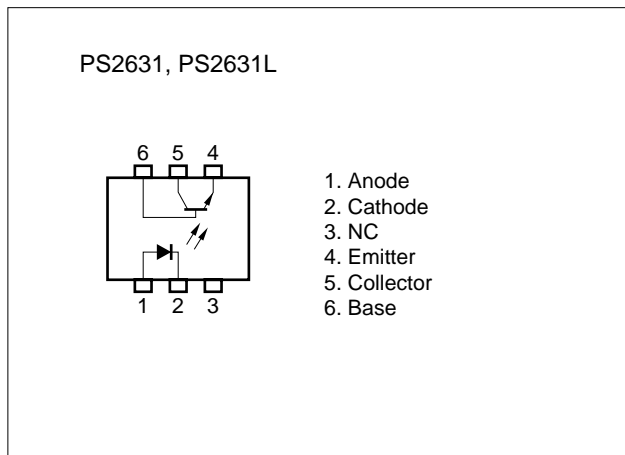 PS2631, PS2631L
6 5 4
1 2 3
1. Anode
2. Cathode
3. NC
4. Emitter
5. Collector
6. Base